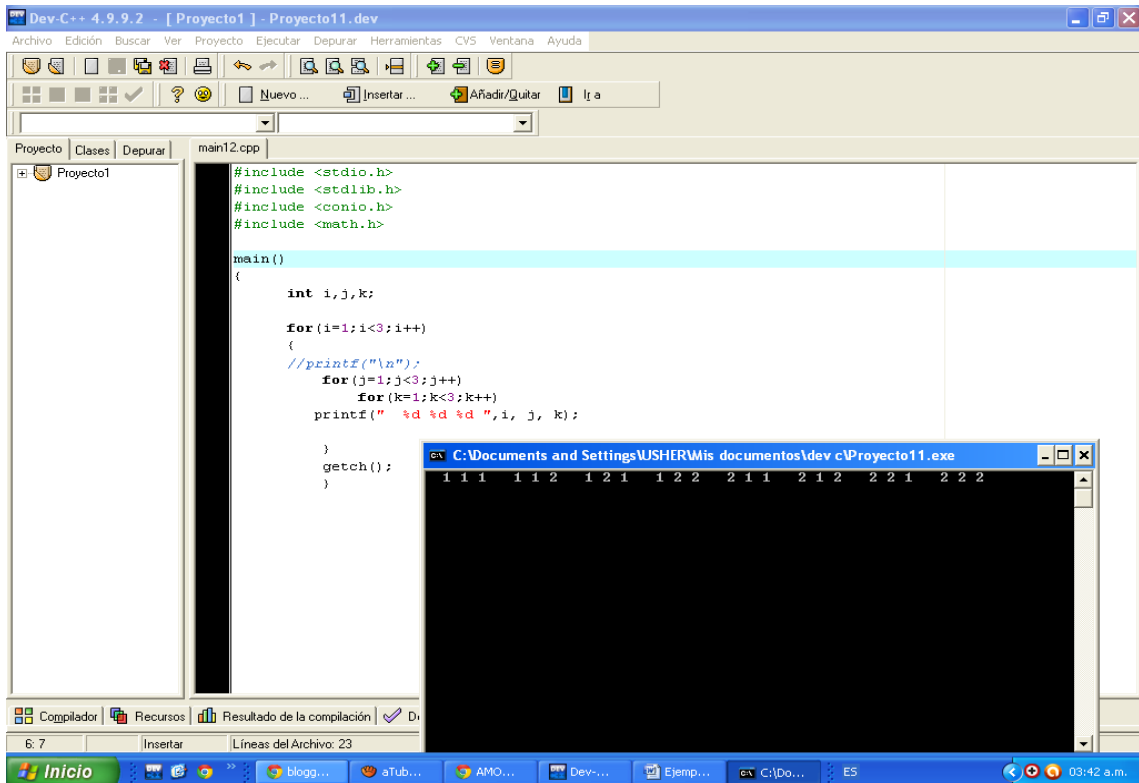 Dev-C++ 4.9.9.2 - [ Proyecto1 ] - Proyecto11.dev
Archivo Edición Buscar Ver Proyecto Ejecutar Depurar Herramientas CVS Ventana Ayuda
Nuevo ... Insertar ... Añadir/Quitar Ir a
Proyecto Clases Depurar main12.cpp
Proyecto1
#include <stdio.h>
#include <stdlib.h>
#include <conio.h>
#include <math.h>
main()
{
int i,j,k;
for(i=1;i<3;i++)
{
//printf("\n");
for(j=1;j<3;j++)
for(k=1;k<3;k++)
printf("  %d %d %d ",i, j, k);
}
getch();
}
C:\Documents and Settings\USHER\Mis documentos\dev c\Proyecto11.exe
1 1 1   1 1 2   1 2 1   1 2 2   2 1 1   2 1 2   2 2 1   2 2 2
Compilador Recursos Resultado de la compilación
6: 7 Insertar Líneas del Archivo: 23
Inicio » blogg... aTub... AMO... Dev-... Ejemp... C:\Do... ES 03:42 a.m.